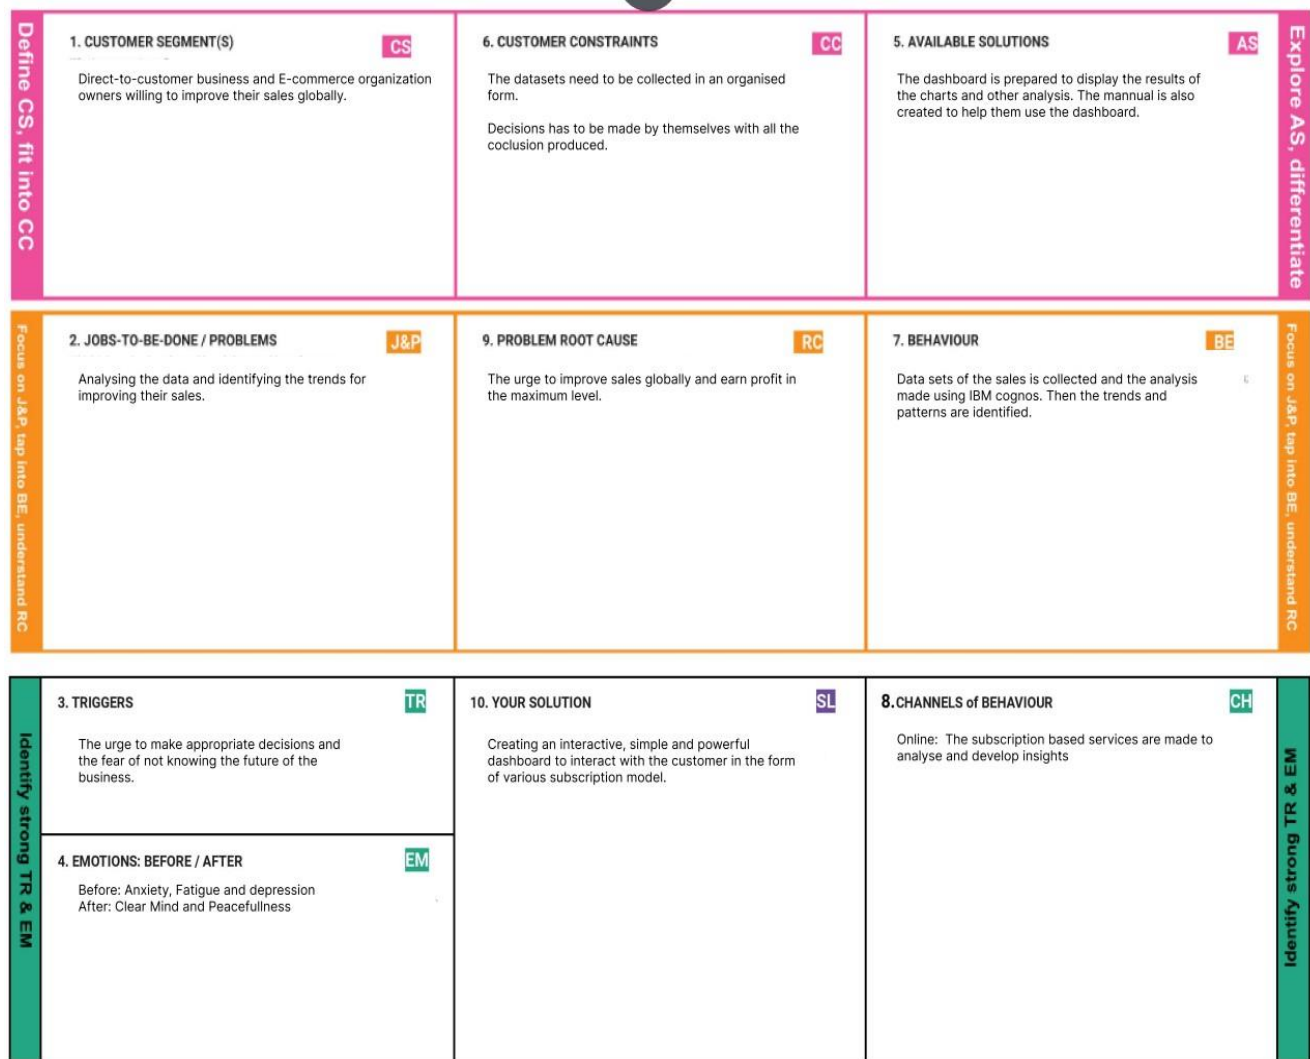 Define CS, fit into CC
1. CUSTOMER SEGMENT(S)
CS
Direct-to-customer business and E-commerce organization
owners willing to improve their sales globally.
6. CUSTOMER CONSTRAINTS
CC
The datasets need to be collected in an organised
form.
Decisions has to be made by themselves with all the
coclusion produced.
5. AVAILABLE SOLUTIONS
AS
The dashboard is prepared to display the results of
the charts and other analysis. The mannual is also
created to help them use the dashboard.
Explore AS, differentiate
Focus on J&P, tap into BE, understand RC
2. JOBS-TO-BE-DONE / PROBLEMS
J&P
Analysing the data and identifying the trends for
improving their sales.
9. PROBLEM ROOT CAUSE
RC
The urge to improve sales globally and earn profit in
the maximum level.
7. BEHAVIOUR
BE
Data sets of the sales is collected and the analysis
made using IBM cognos. Then the trends and
patterns are identified.
Focus on J&P, tap into BE, understand RC
Identify strong TR & EM
3. TRIGGERS
TR
The urge to make appropriate decisions and
the fear of not knowing the future of the
business.
4. EMOTIONS: BEFORE / AFTER
EM
Before: Anxiety, Fatigue and depression
After: Clear Mind and Peacefullness
10. YOUR SOLUTION
SL
Creating an interactive, simple and powerful
dashboard to interact with the customer in the form
of various subscription model.
8.CHANNELS of BEHAVIOUR
CH
Online: The subscription based services are made to
analyse and develop insights
Identify strong TR & EM